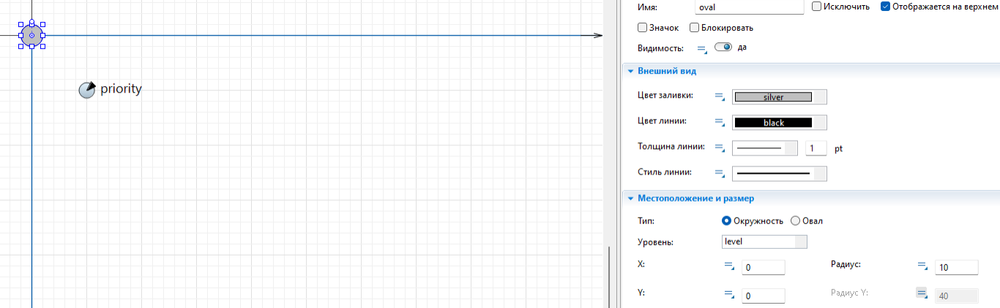 Имя: oval Исключить Отображается на верхнем
Значок Блокировать
Видимость: да
priority
Внешний вид
Цвет заливки: silver
Цвет линии: black
Толщина линии: 1 pt
Стиль линии:
Местоположение и размер
Тип: Окружность Овал
Уровень: level
X: 0 Радиус: 10
Y: 0 Радиус Y: 40